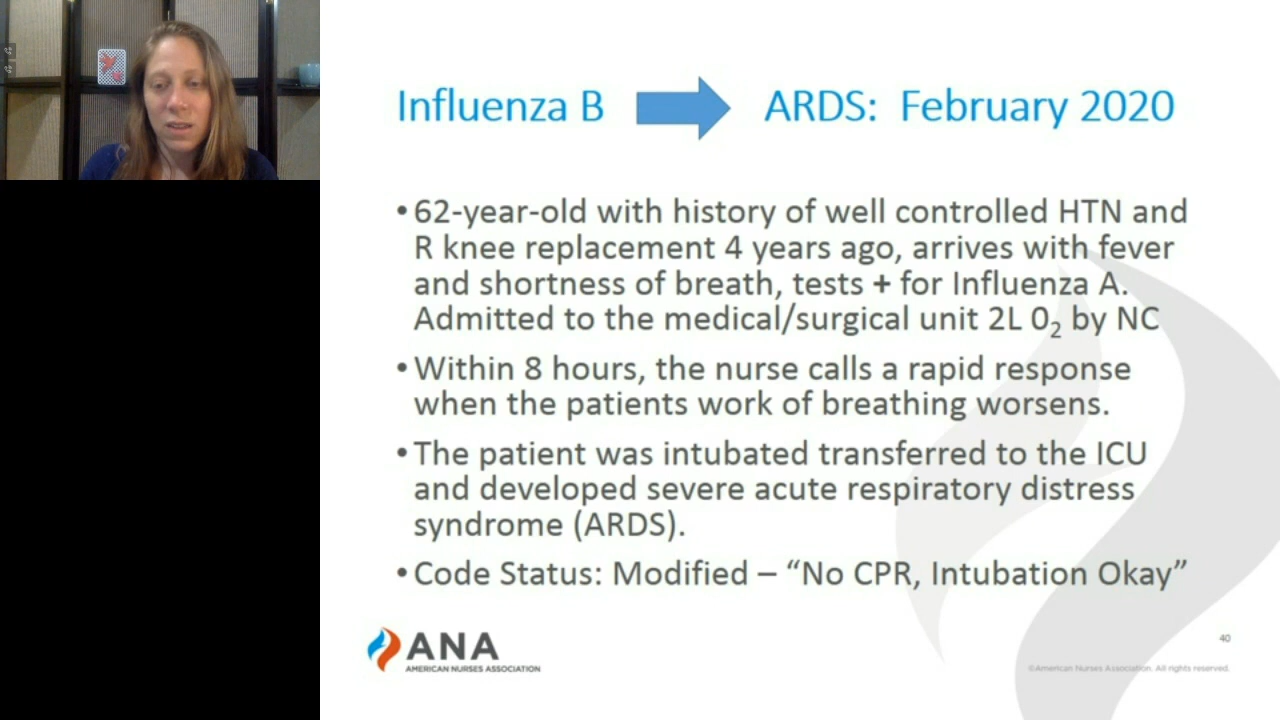 Influenza B ARDS: February 2020
•62-year-old with history of well controlled HTN and
R knee replacement 4 years ago, arrives with fever
and shortness of breath, tests + for Influenza A.
Admitted to the medical/surgical unit 2L 0₂ by NC
•Within 8 hours, the nurse calls a rapid response
when the patients work of breathing worsens.
•The patient was intubated transferred to the ICU
and developed severe acute respiratory distress
syndrome (ARDS).
•Code Status: Modified – “No CPR, Intubation Okay”
ANA
AMERICAN NURSES ASSOCIATION
40
©American Nurses Association. All rights reserved.